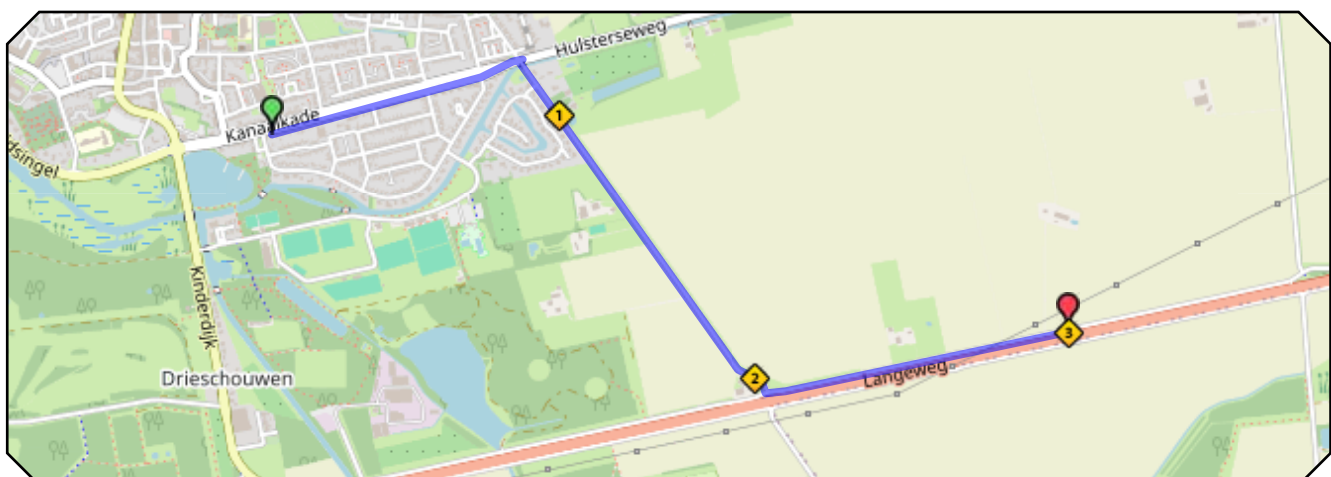 Hulsterseweg
1
Kanaalkade
dsingel
Kinderdijk
3
Langeweg
2
Drieschouwen